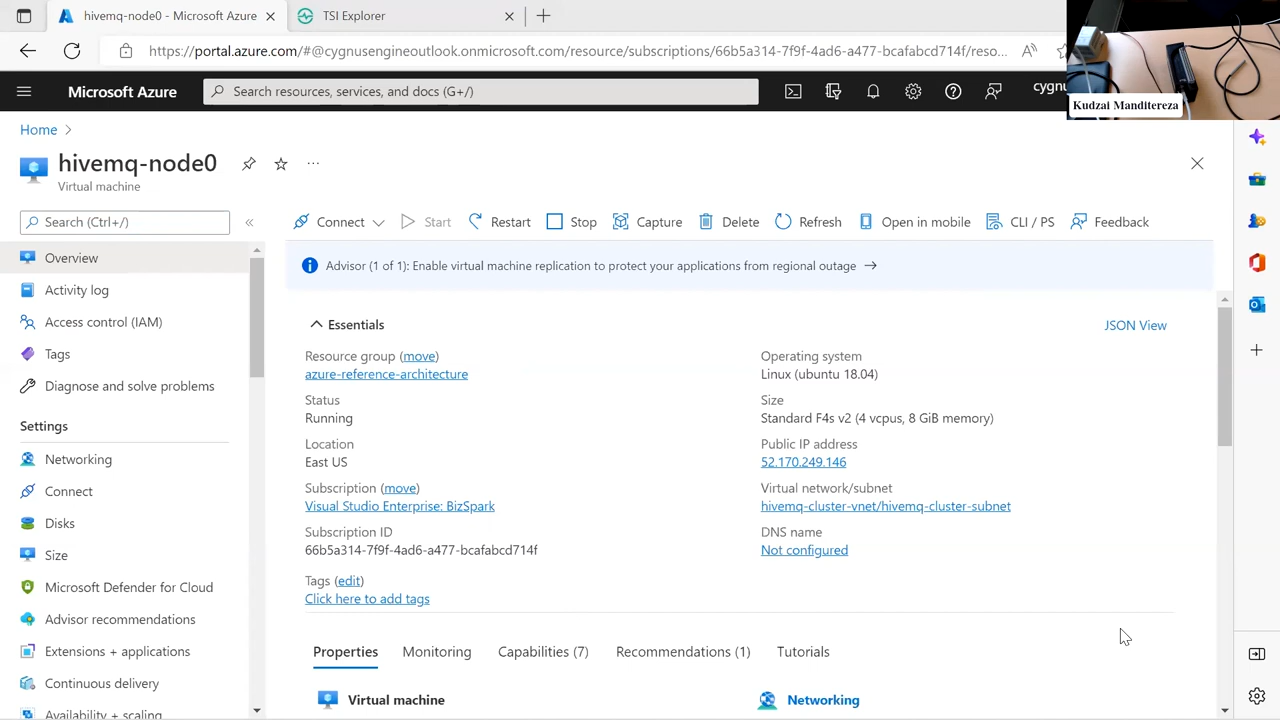 hivemq-node0 - Microsoft Azure
TSI Explorer
https://portal.azure.com/#@cygnusengineoutlook.onmicrosoft.com/resource/subscriptions/66b5a314-7f9f-4ad6-a477-bcafabcd714f/reso...
Kudzai Manditereza
Microsoft Azure
Search resources, services, and docs (G+/)
Home
hivemq-node0
Virtual machine
Search (Ctrl+/)
Connect
Start
Restart
Stop
Capture
Delete
Refresh
Open in mobile
CLI / PS
Feedback
Overview
Activity log
Access control (IAM)
Tags
Diagnose and solve problems
Settings
Networking
Connect
Disks
Size
Microsoft Defender for Cloud
Advisor recommendations
Extensions + applications
Continuous delivery
Availability + scaling
Advisor (1 of 1): Enable virtual machine replication to protect your applications from regional outage →
Essentials
JSON View
Resource group (move)
azure-reference-architecture
Status
Running
Location
East US
Subscription (move)
Visual Studio Enterprise: BizSpark
Subscription ID
66b5a314-7f9f-4ad6-a477-bcafabcd714f
Tags (edit)
Click here to add tags
Operating system
Linux (ubuntu 18.04)
Size
Standard F4s v2 (4 vcpus, 8 GiB memory)
Public IP address
52.170.249.146
Virtual network/subnet
hivemq-cluster-vnet/hivemq-cluster-subnet
DNS name
Not configured
Properties
Monitoring
Capabilities (7)
Recommendations (1)
Tutorials
Virtual machine
Networking